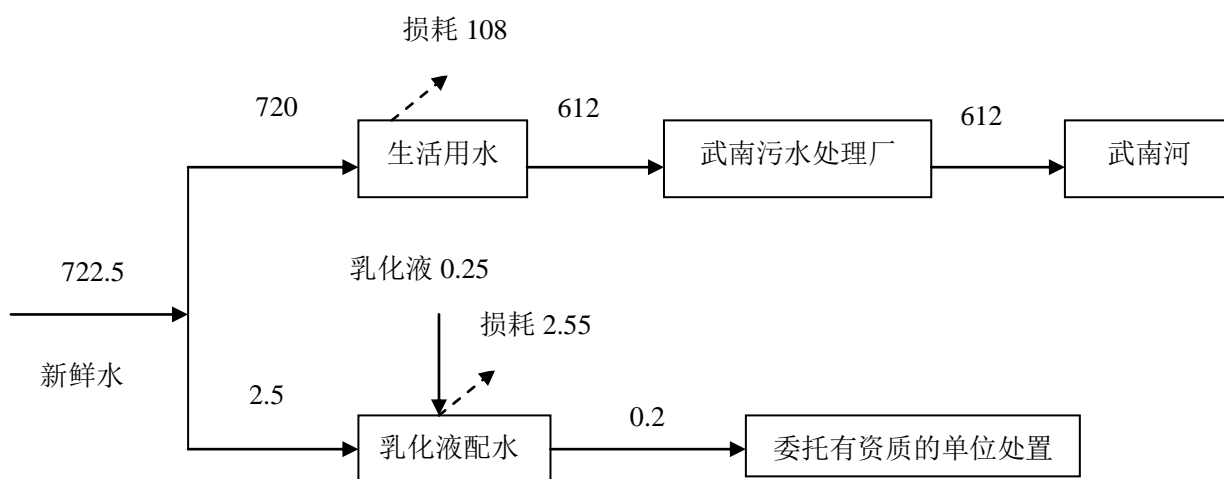 损耗 108
720
612
612
生活用水
武南污水处理厂
武南河
722.5
乳化液 0.25
损耗 2.55
新鲜水
2.5
0.2
乳化液配水
委托有资质的单位处置